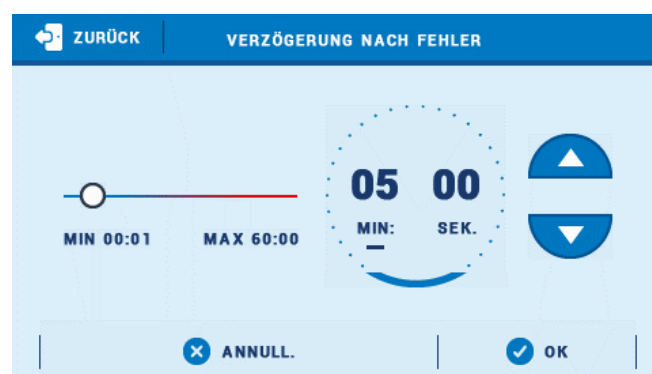 ZURÜCK
VERZÖGERUNG NACH FEHLER
05 00
MIN: SEK.
MIN 00:01 MAX 60:00
ANNULL.
OK